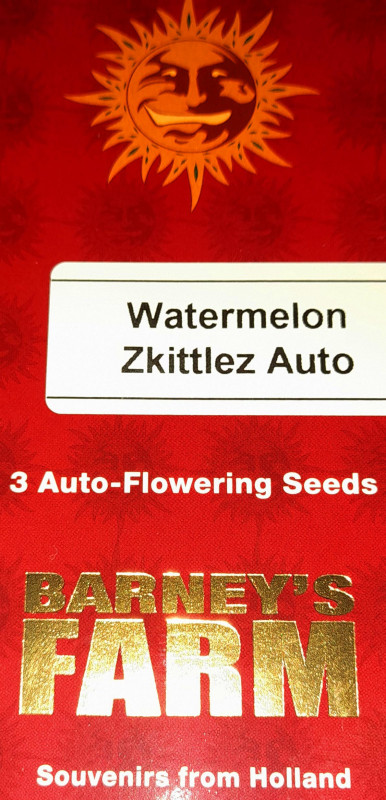 Watermelon
Zkittlez Auto
3 Auto-Flowering Seeds
BARNEY'S
FARM
Souvenirs from Holland